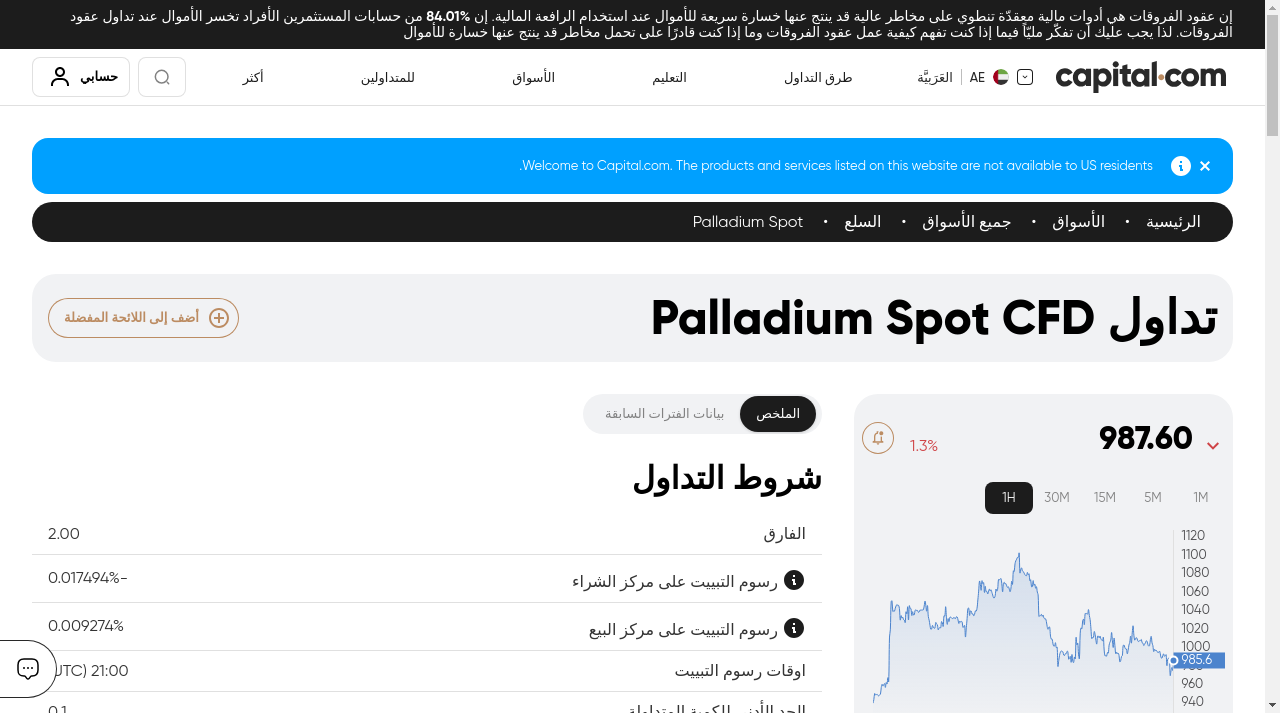 إن عقود الفروقات هي أدوات مالية معقدّة تنطوي على مخاطر عالية قد ينتج عنها خسارة سريعة للأموال عند استخدام الرافعة المالية. إن 84.01% من حسابات المستثمرين الأفراد تخسر الأموال عند تداول عقود
الفروقات. لذا يجب عليك أن تفكّر مليّاً فيما إذا كنت تفهم كيفية عمل عقود الفروقات وما إذا كنت قادرًا على تحمل مخاطر قد ينتج عنها خسارة للأموال
capital.com
AE
العَرَبيَّة
طرق التداول
التعليم
الأسواق
للمتداولين
أكثر
حسابي
Welcome to Capital.com. The products and services listed on this website are not available to US residents.
الرئيسية • الأسواق • جميع الأسواق • السلع • Palladium Spot
تداول Palladium Spot CFD
أضف إلى اللائحة المفضلة
987.60
1.3%
1H 30M 15M 5M 1M
1120
1100
1080
1060
1040
1020
1000
985.6
960
940
الملخص
بيانات الفترات السابقة
شروط التداول
الفارق 2.00
رسوم التبييت على مركز الشراء -0.017494%
رسوم التبييت على مركز البيع 0.009274%
اوقات رسوم التبييت 21:00 (UTC
الحد الأدنى للكمية المتداولة 0.1